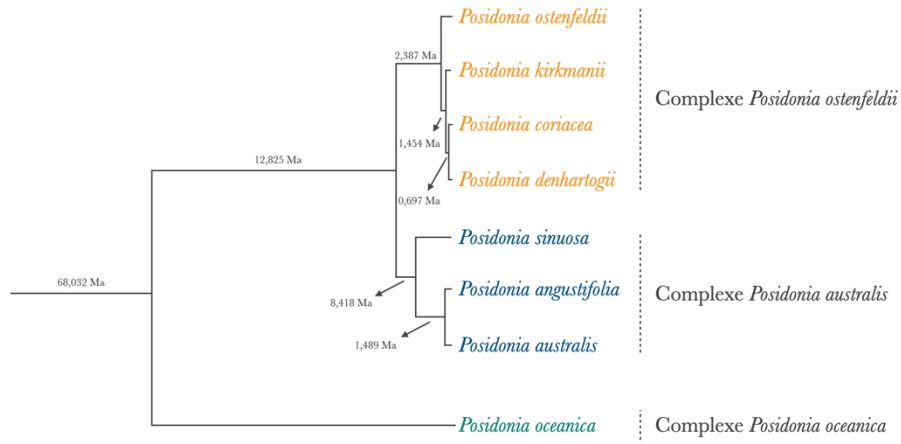 Posidonia ostenfeldii
2,387 Ma
Posidonia kirkmanii
Complexe Posidonia ostenfeldii
Posidonia coriacea
1,454 Ma
12,825 Ma
Posidonia denhartogii
0,697 Ma
Posidonia sinuosa
68,032 Ma
Posidonia angustifolia
Complexe Posidonia australis
8,418 Ma
1,489 Ma
Posidonia australis
Posidonia oceanica
Complexe Posidonia oceanica